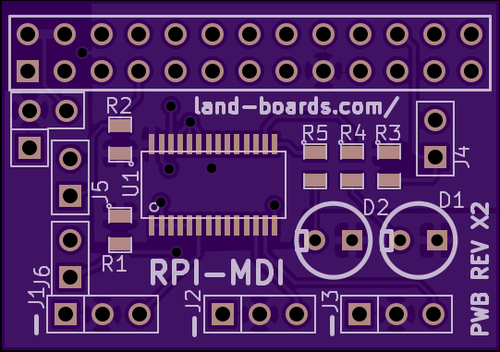 R2
land-boards.com/
R5 R4 R3
J4
J5
U1
D2
D1
R1
RPI-MDI
J6
J1
J2
J3
PWB REV X2